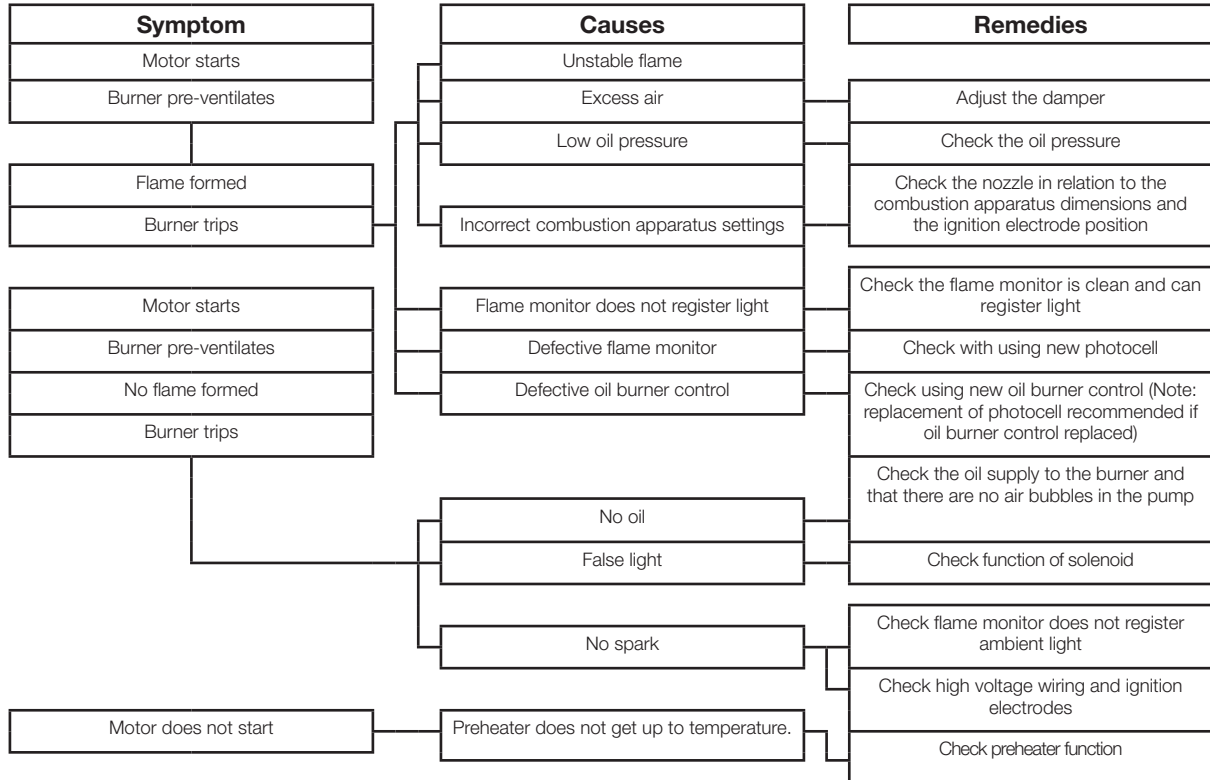 Symptom
Motor starts
Burner pre-ventilates
Flame formed
Burner trips
Motor starts
Burner pre-ventilates
No flame formed
Burner trips
Motor does not start
Causes
Unstable flame
Excess air
Low oil pressure
Incorrect combustion apparatus settings
Flame monitor does not register light
Defective flame monitor
Defective oil burner control
No oil
False light
No spark
Preheater does not get up to temperature.
Remedies
Adjust the damper
Check the oil pressure
Check the nozzle in relation to the
combustion apparatus dimensions and
the ignition electrode position
Check the flame monitor is clean and can
register light
Check with using new photocell
Check using new oil burner control (Note:
replacement of photocell recommended if
oil burner control replaced)
Check the oil supply to the burner and
that there are no air bubbles in the pump
Check function of solenoid
Check flame monitor does not register
ambient light
Check high voltage wiring and ignition
electrodes
Check preheater function